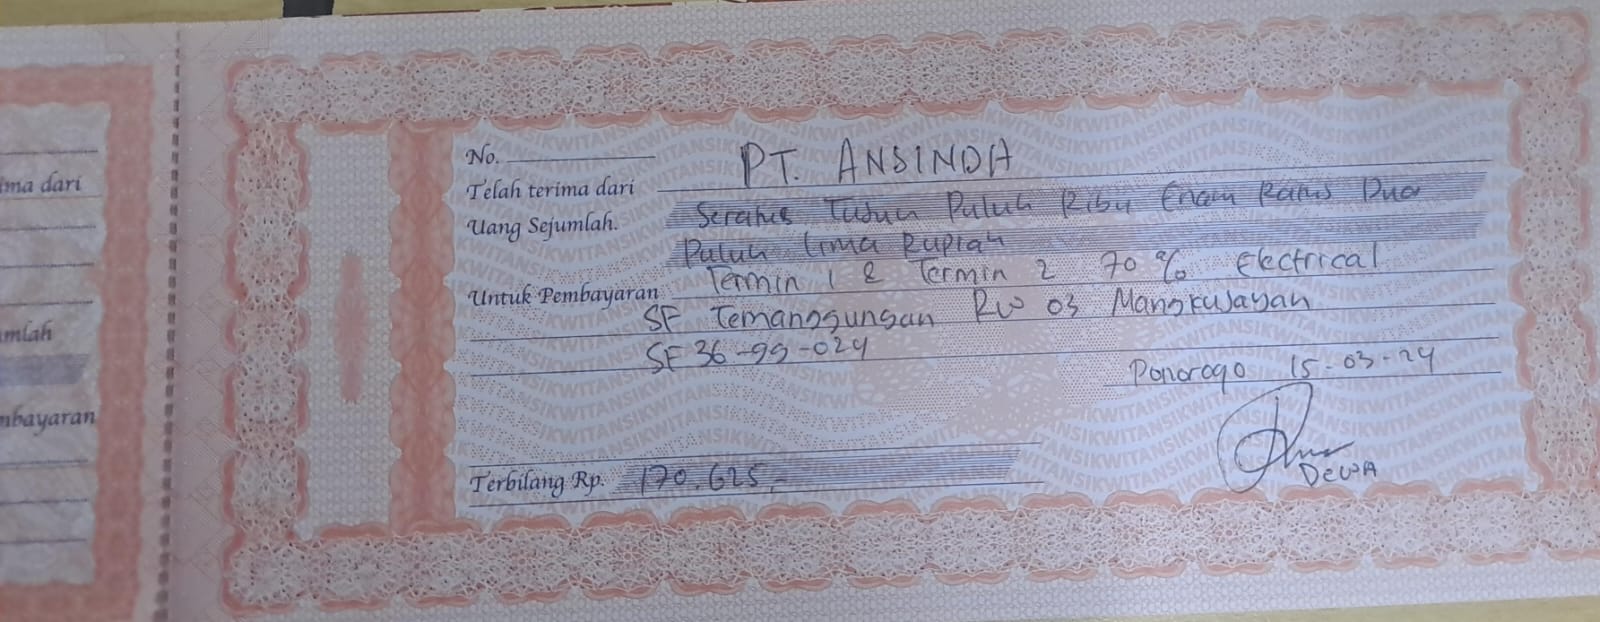 ima dari
mlah
mbayaran
No.
Telah terima dari PT. ANSINDA
Uang Sejumlah. Seratus Tujuh Puluh Ribu Enam Ratus Dua
Puluh Lima Rupiah
Untuk Pembayaran Termin 1 & Termin 2 70% Electrical
SF Temanggungan RW 03 Mangkujayan
SF 36-99-024
Ponorogo 15-03-24
Terbilang Rp. 170.625,-
DEWA